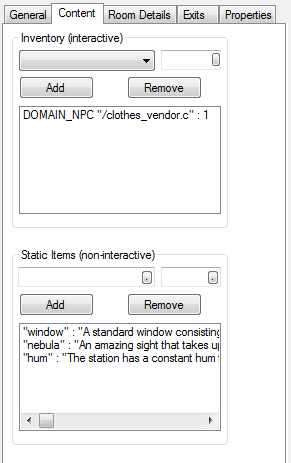 General Content Room Details Exits Properties
Inventory (interactive)
Add Remove
DOMAIN_NPC "/clothes_vendor.c" : 1
Static Items (non-interactive)
Add Remove
"window" : "A standard window consisting
"nebula" : "An amazing sight that takes up
"hum" : "The station has a constant hum